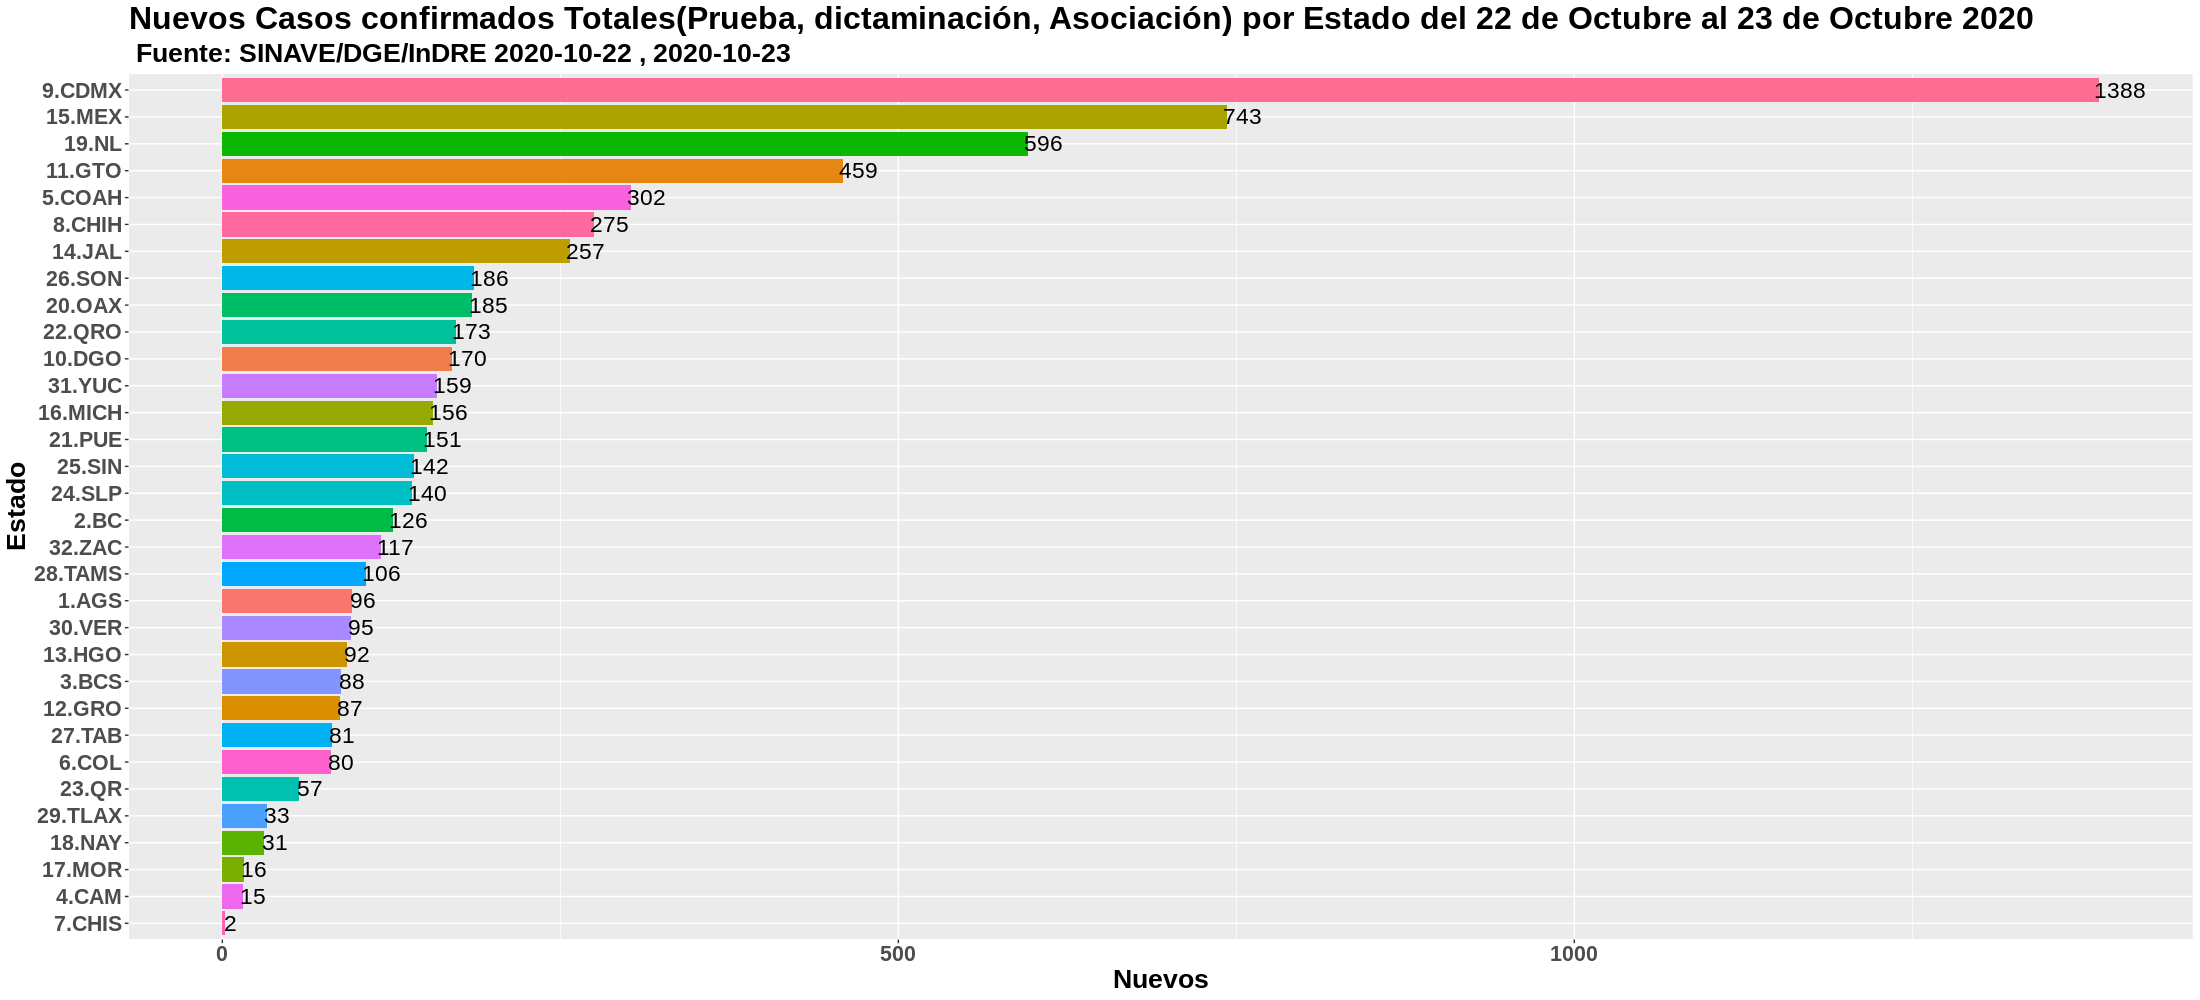 Nuevos Casos confirmados Totales(Prueba, dictaminación, Asociación) por Estado del 22 de Octubre al 23 de Octubre 2020
Fuente: SINAVE/DGE/InDRE 2020-10-22 , 2020-10-23
9.CDMX 1388
15.MEX 743
19.NL 596
11.GTO 459
5.COAH 302
8.CHIH 275
14.JAL 257
26.SON 186
20.OAX 185
22.QRO 173
10.DGO 170
31.YUC 159
16.MICH 156
21.PUE 151
25.SIN 142
24.SLP 140
2.BC 126
32.ZAC 117
28.TAMS 106
1.AGS 96
30.VER 95
13.HGO 92
3.BCS 88
12.GRO 87
27.TAB 81
6.COL 80
23.QR 57
29.TLAX 33
18.NAY 31
17.MOR 16
4.CAM 15
7.CHIS 2
Estado
0 500 1000
Nuevos